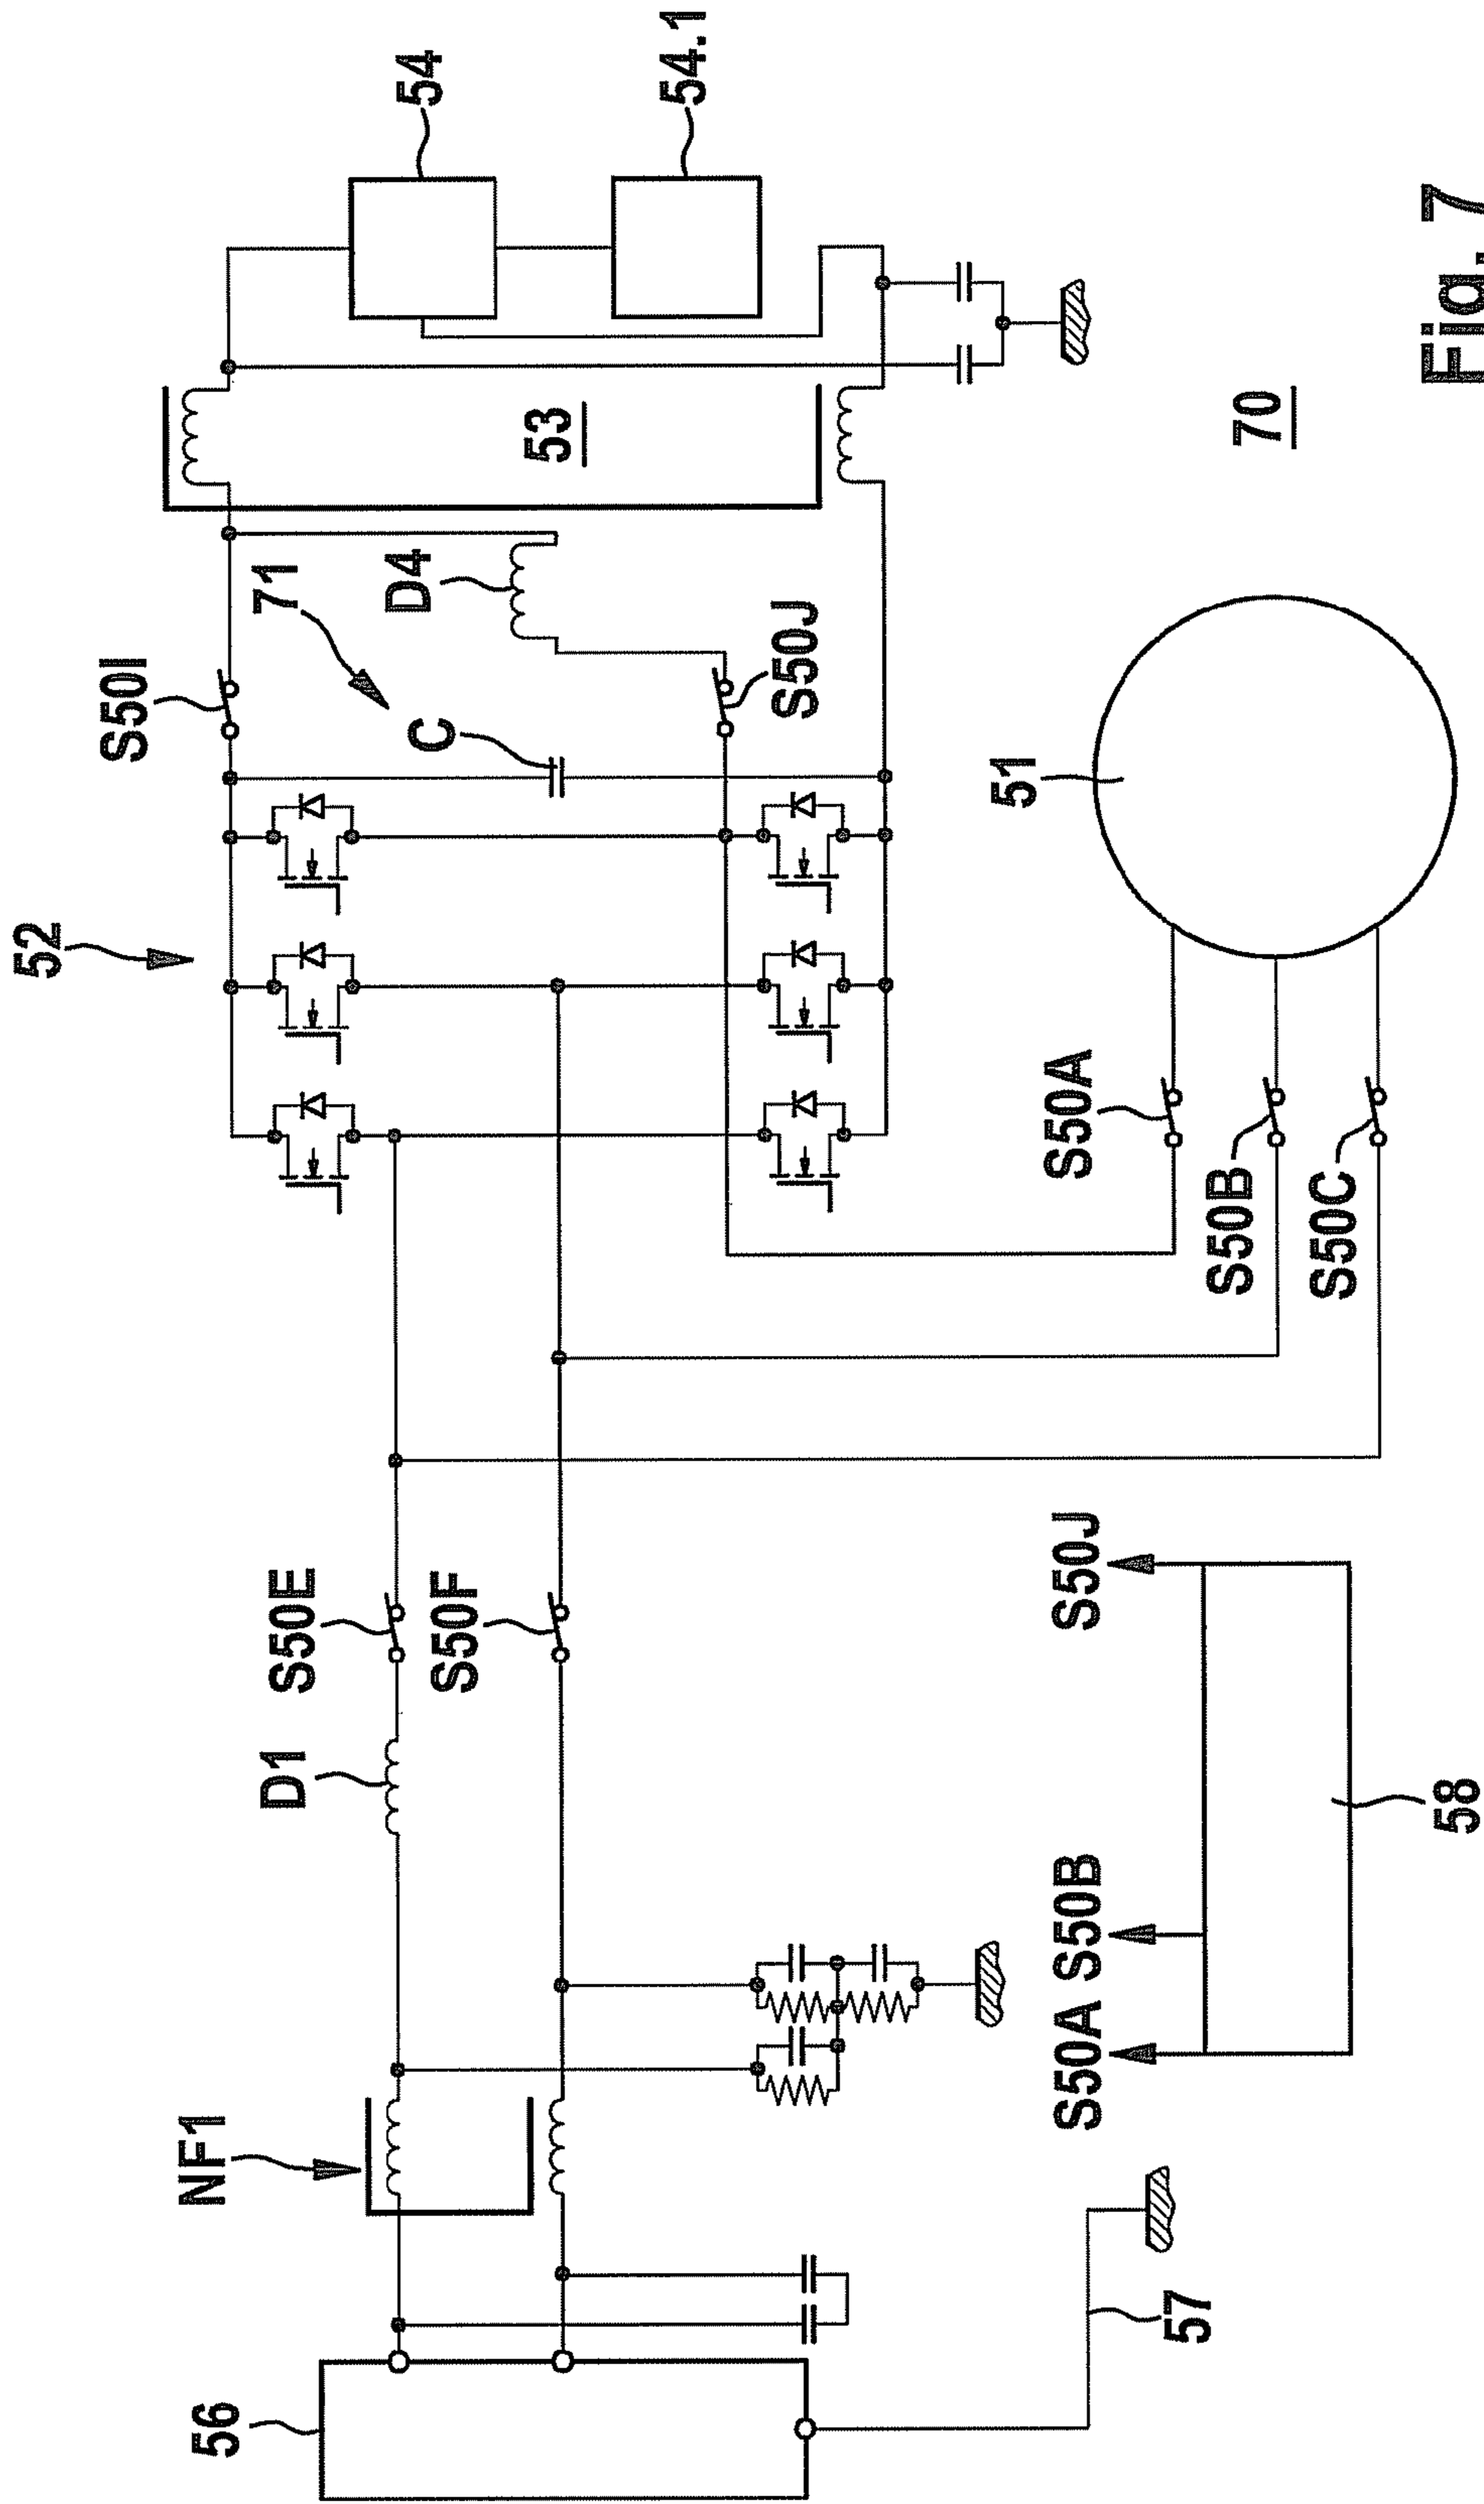 56
NF1
D1
S50E
S50F
52
S50I
71
C
D4
S50J
53
54
54.1
51
S50A
S50B
S50C
57
S50A S50B
S50J
58
70
Fig. 7